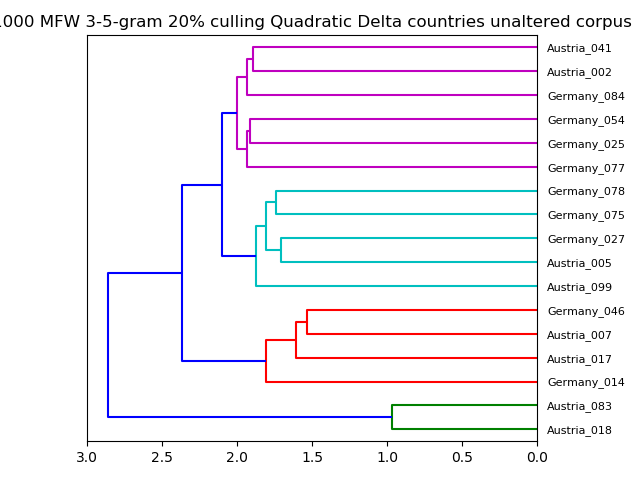 .000 MFW 3-5-gram 20% culling Quadratic Delta countries unaltered corpus
Austria_041
Austria_002
Germany_084
Germany_054
Germany_025
Germany_077
Germany_078
Germany_075
Germany_027
Austria_005
Austria_099
Germany_046
Austria_007
Austria_017
Germany_014
Austria_083
Austria_018
3.0 2.5 2.0 1.5 1.0 0.5 0.0